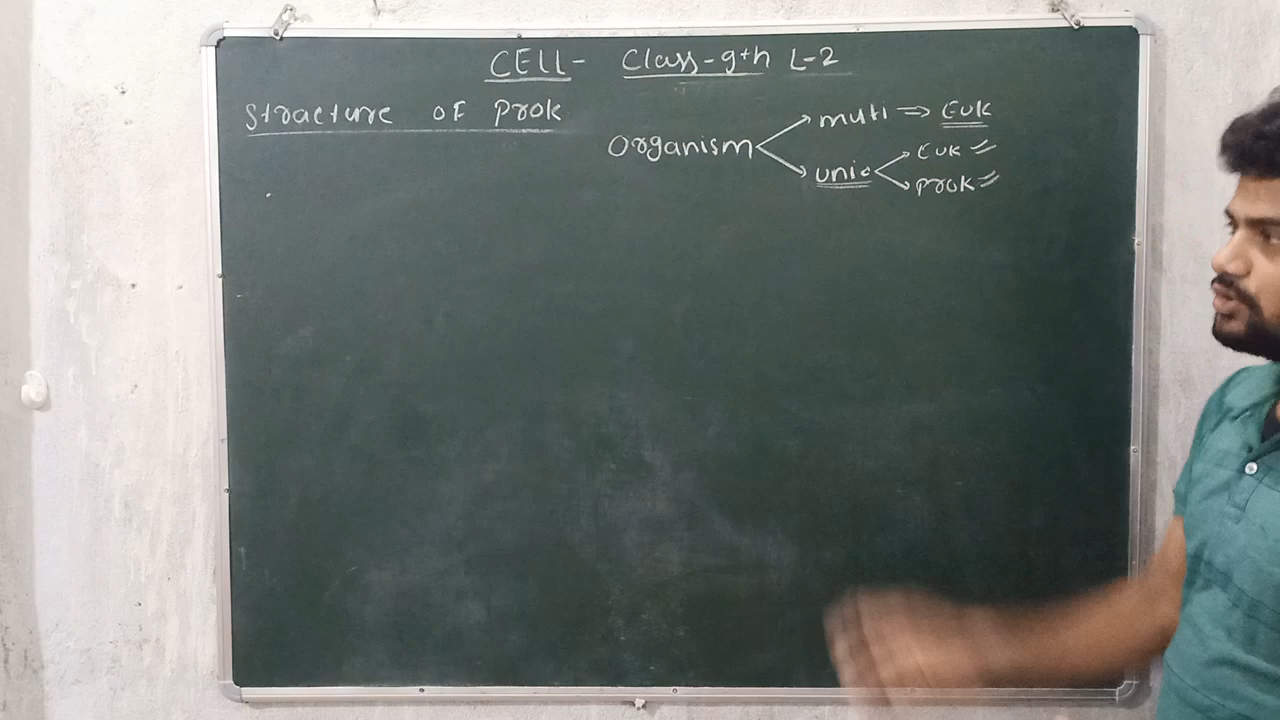 CELL- Class-9th L-2
Structure OF Prok
Organism
muti ⇒ EUK
unic
EUK
Prok